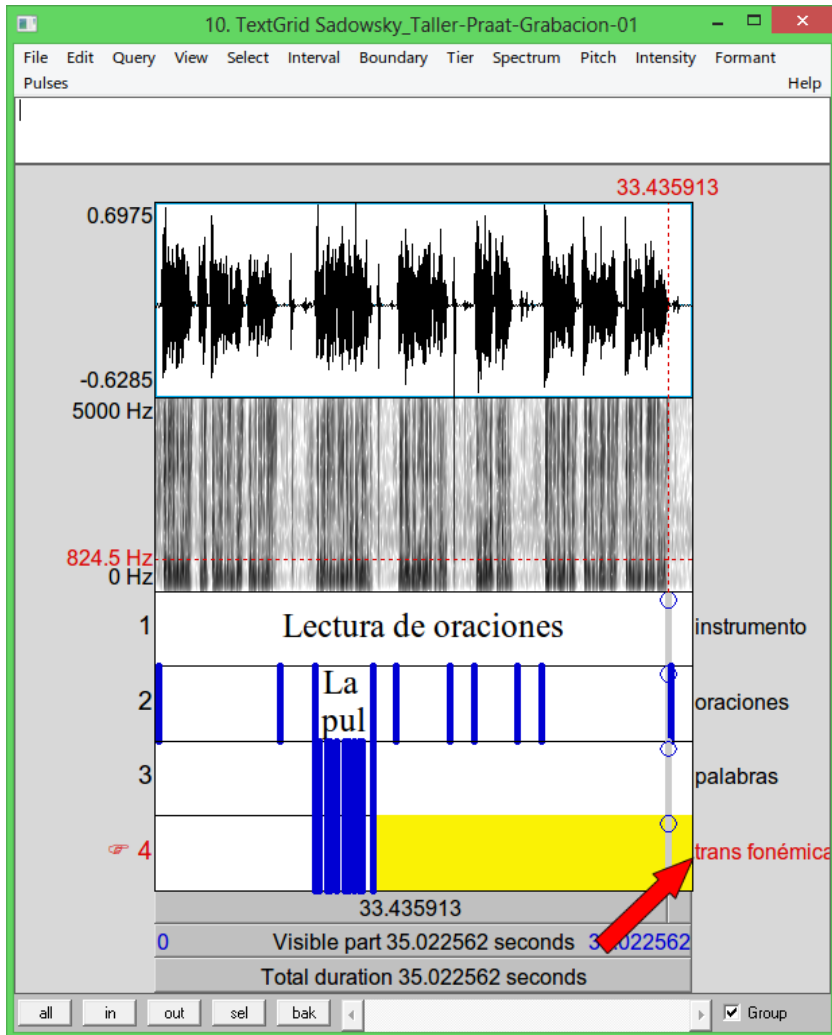 10. TextGrid Sadowsky_Taller-Praat-Grabacion-01
File Edit Query View Select Interval Boundary Tier Spectrum Pitch Intensity Formant
Pulses Help
33.435913
0.6975
-0.6285
5000 Hz
824.5 Hz
0 Hz
1 Lectura de oraciones instrumento
2 La pul oraciones
3 palabras
4 trans fonémica
33.435913
0 Visible part 35.022562 seconds
Total duration 35.022562 seconds
all in out sel bak Group